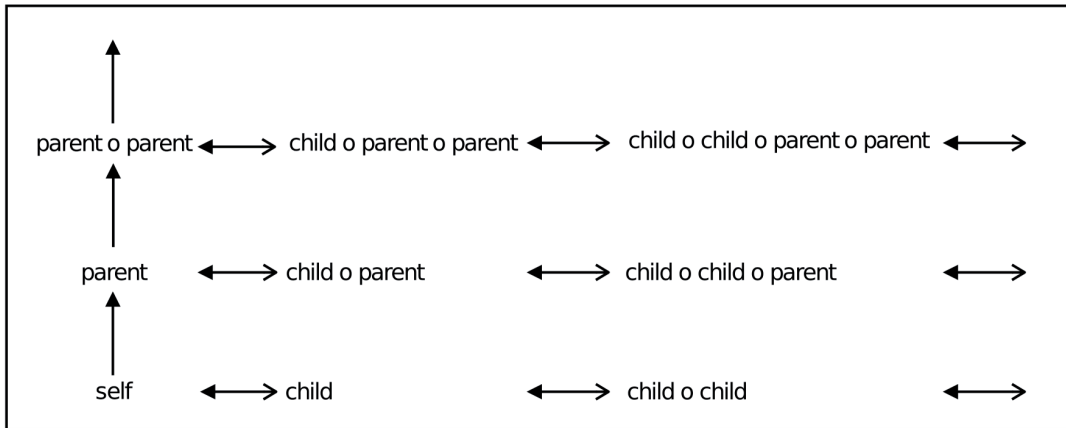 parent o parent child o parent o parent child o child o parent o parent
parent child o parent child o child o parent
self child child o child